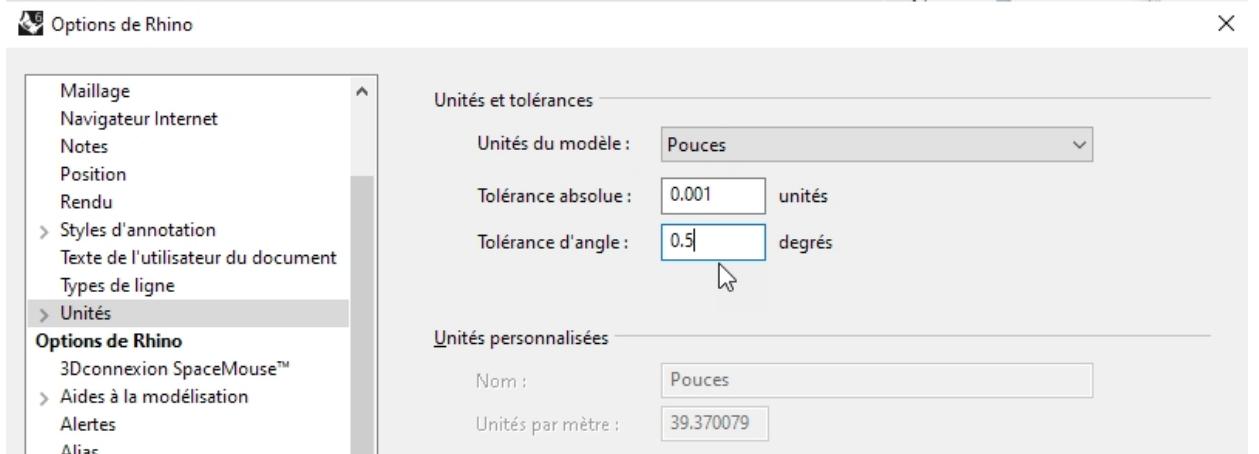 Options de Rhino
Maillage
Navigateur Internet
Notes
Position
Rendu
Styles d'annotation
Texte de l'utilisateur du document
Types de ligne
Unités
Options de Rhino
3Dconnexion SpaceMouse™
Aides à la modélisation
Alertes
Alias
Unités et tolérances
Unités du modèle : Pouces
Tolérance absolue : 0.001 unités
Tolérance d'angle : 0.5 degrés
Unités personnalisées
Nom : Pouces
Unités par mètre : 39.370079